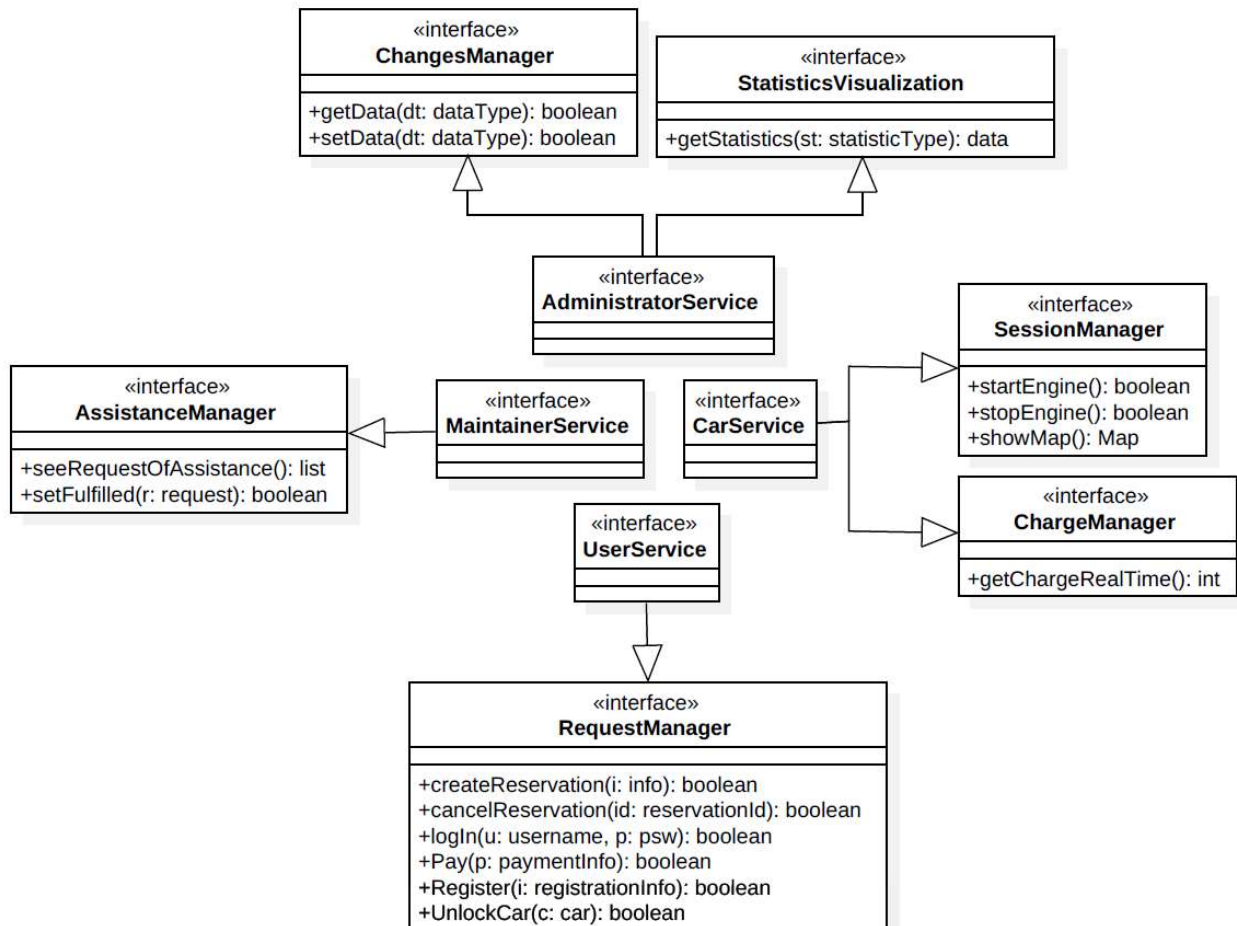 «interface»
ChangesManager
+getData(dt: dataType): boolean
+setData(dt: dataType): boolean
«interface»
StatisticsVisualization
+getStatistics(st: statisticType): data
«interface»
AdministratorService
«interface»
SessionManager
+startEngine(): boolean
+stopEngine(): boolean
+showMap(): Map
«interface»
AssistanceManager
+seeRequestOfAssistance(): list
+setFulfilled(r: request): boolean
«interface»
MaintainerService
«interface»
CarService
«interface»
ChargeManager
+getChargeRealTime(): int
«interface»
UserService
«interface»
RequestManager
+createReservation(i: info): boolean
+cancelReservation(id: reservationId): boolean
+logIn(u: username, p: psw): boolean
+Pay(p: paymentInfo): boolean
+Register(i: registrationInfo): boolean
+UnlockCar(c: car): boolean